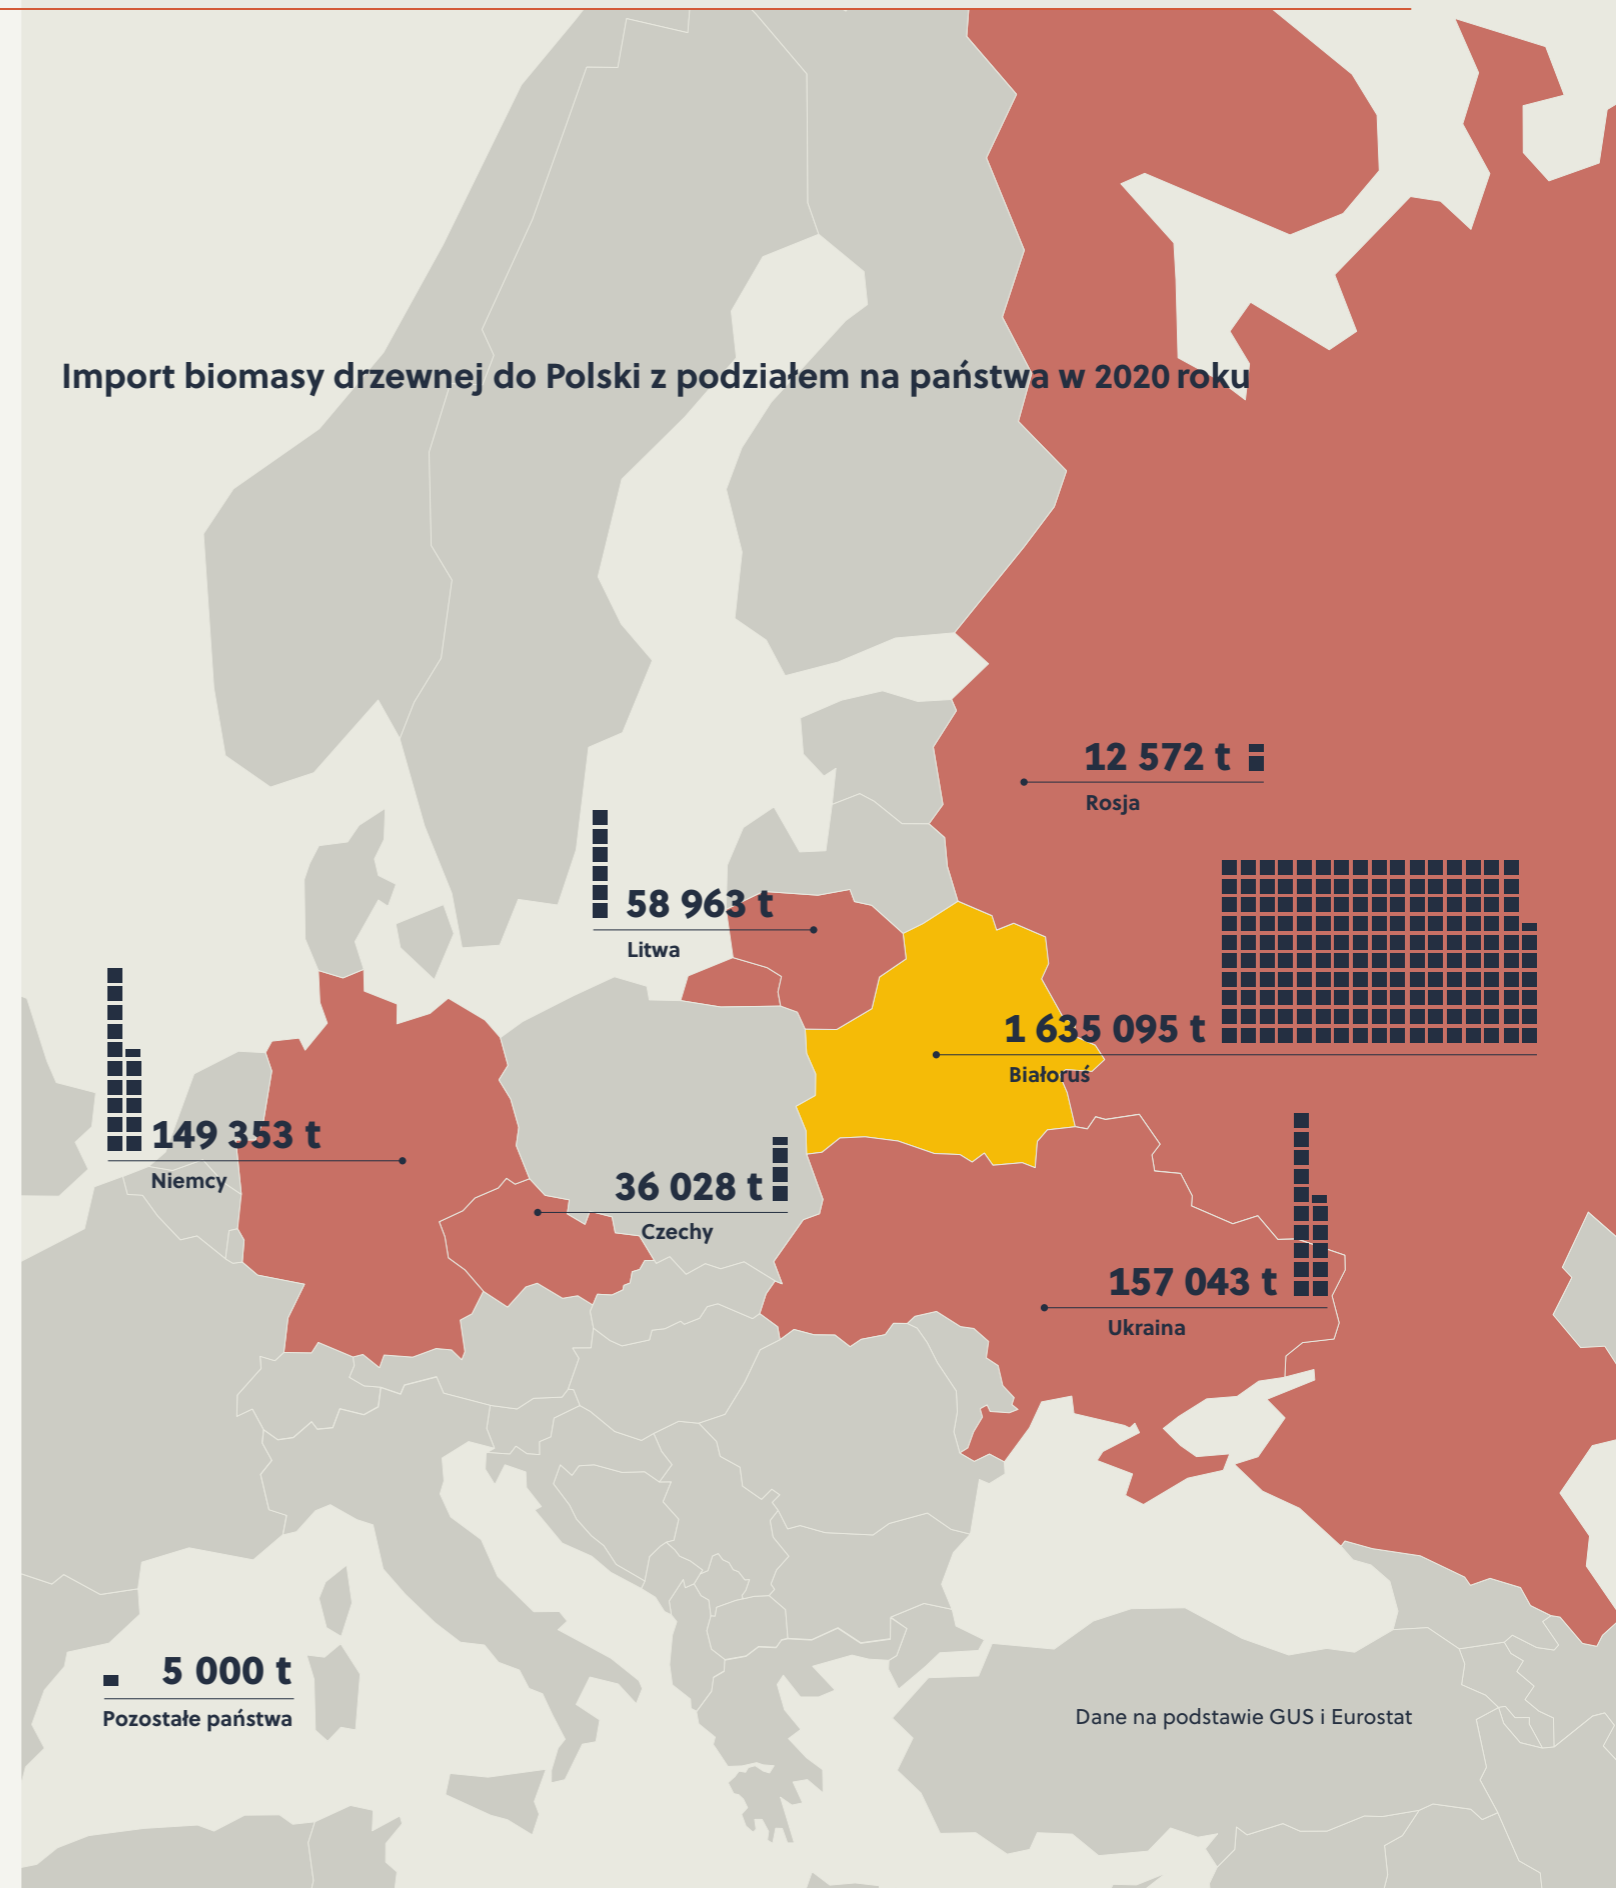 Import biomasy drzewnej do Polski z podziałem na państwa w 2020 roku
12 572 t
Rosja
58 963 t
Litwa
1 635 095 t
Białoruś
149 353 t
Niemcy
36 028 t
Czechy
157 043 t
Ukraina
5 000 t
Pozostałe państwa
Dane na podstawie GUS i Eurostat